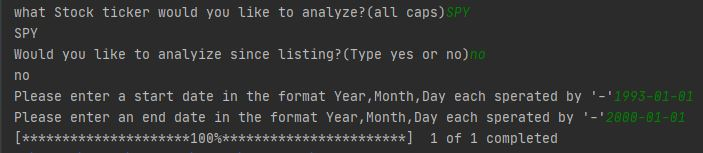 what Stock ticker would you like to analyze?(all caps)SPY
SPY
Would you like to analyize since listing?(Type yes or no)no
no
Please enter a start date in the format Year,Month,Day each sperated by '-'1993-01-01
Please enter an end date in the format Year,Month,Day each sperated by '-'2000-01-01
[*********************100%***********************]  1 of 1 completed